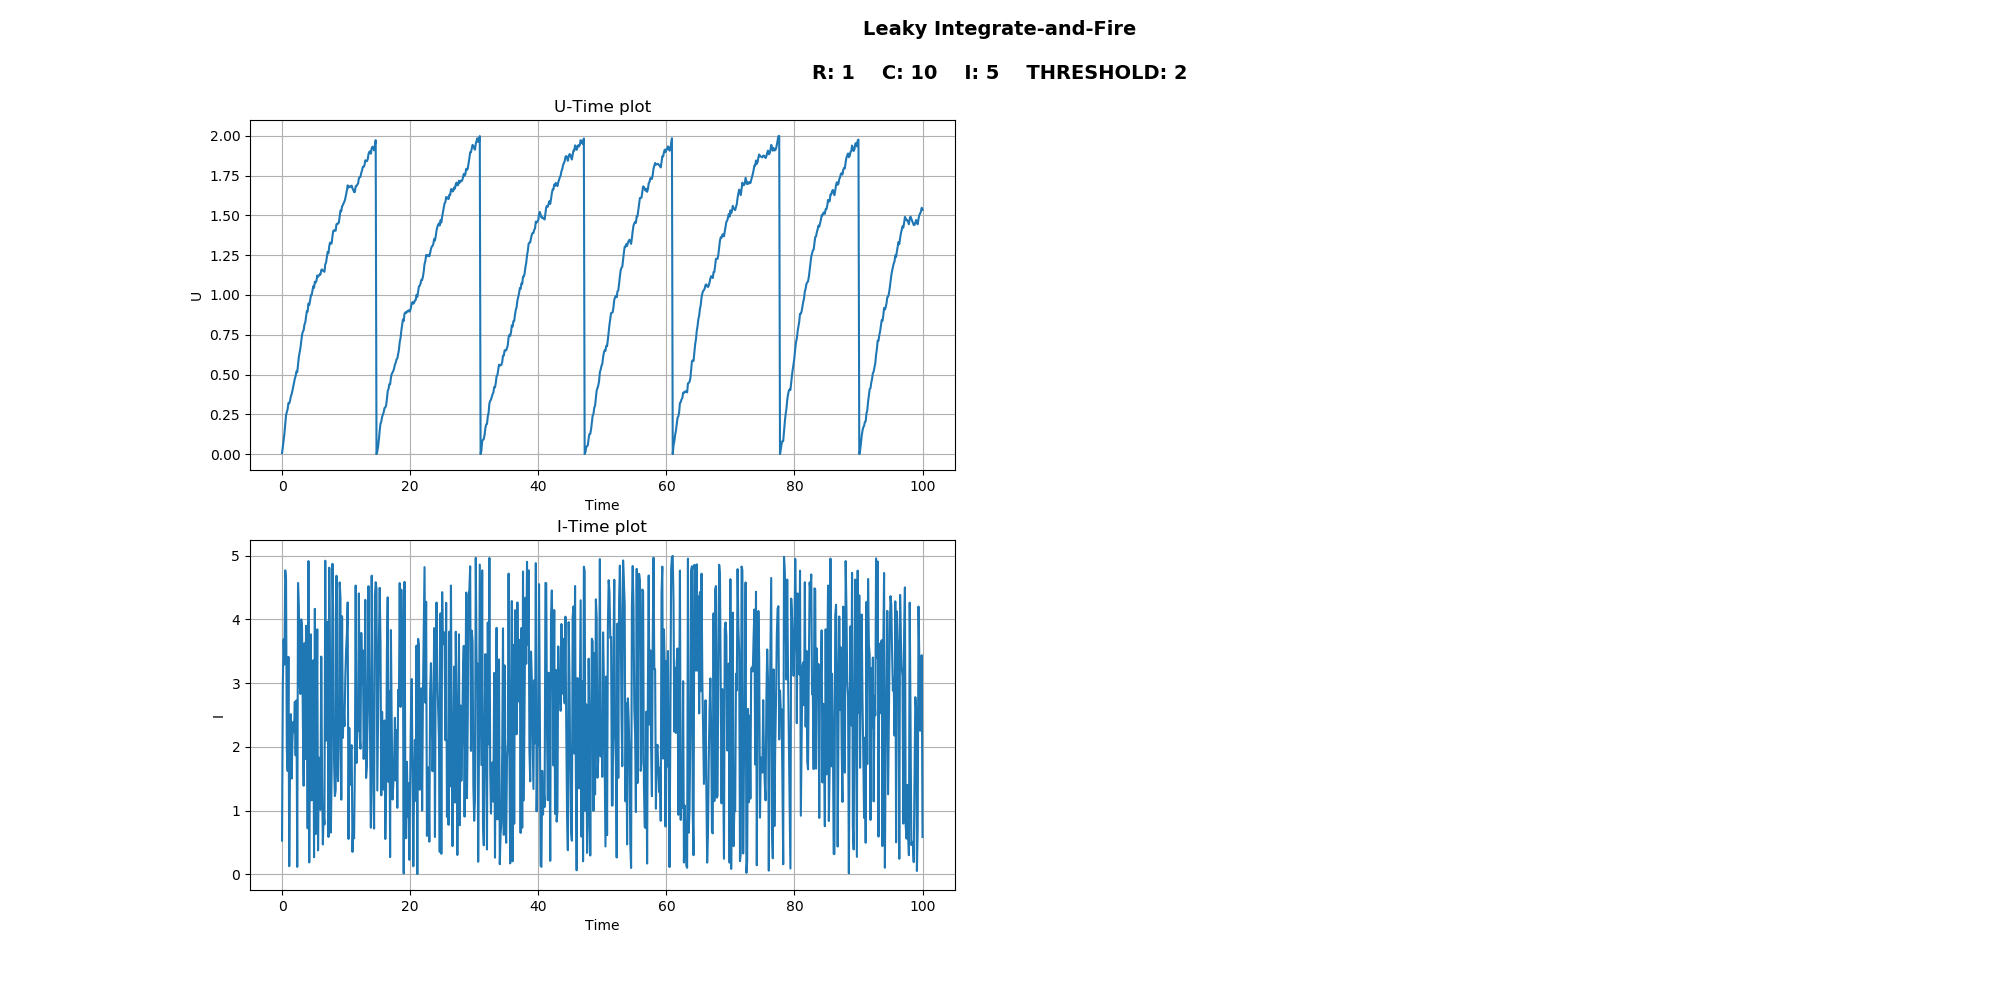 Leaky Integrate-and-Fire
R: 1    C: 10    I: 5    THRESHOLD: 2
U-Time plot
2.00
1.75
1.50
1.25
1.00
0.75
0.50
0.25
0.00
U
0 20 40 60 80 100
Time
I-Time plot
5
4
3
2
1
0
I
0 20 40 60 80 100
Time